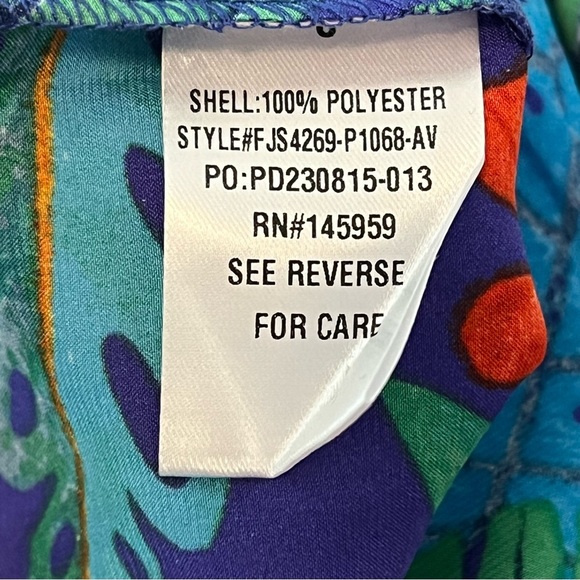 SHELL:100% POLYESTER
STYLE#FJS4269-P1068-AV
PO:PD230815-013
RN#145959
SEE REVERSE
FOR CARE